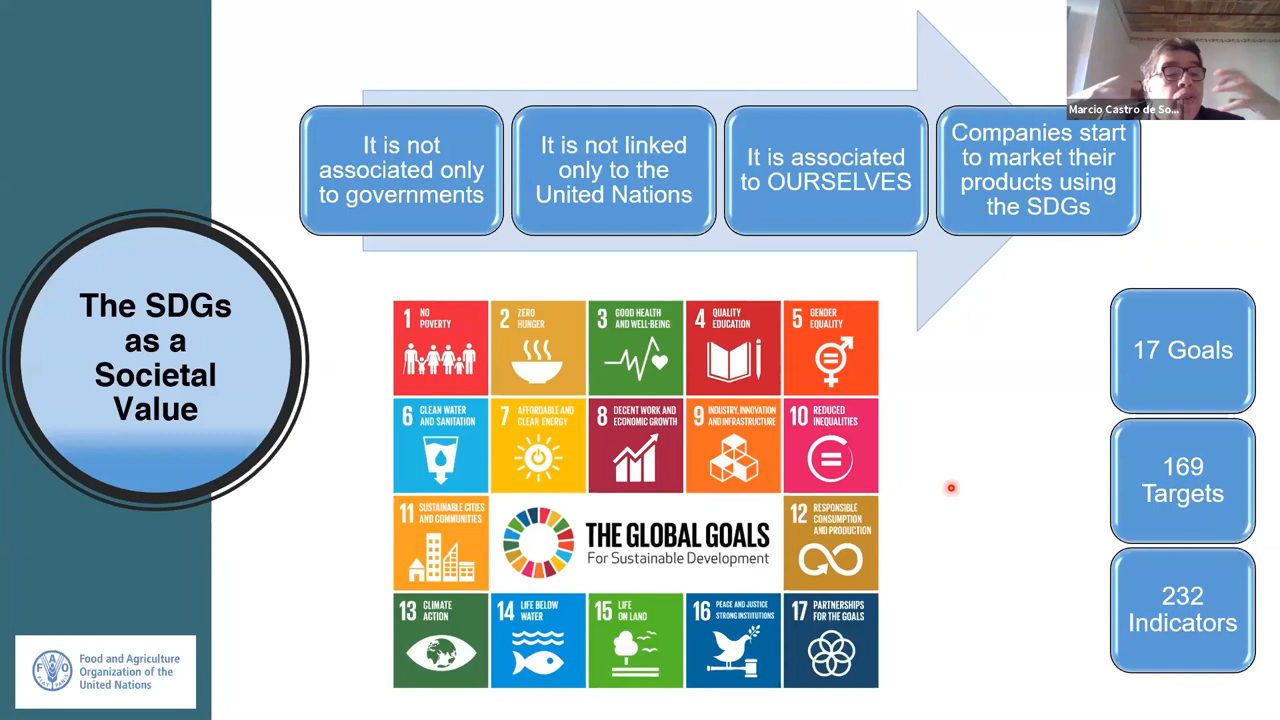 Marcio Castro de So...
It is not
associated only
to governments
It is not linked
only to the
United Nations
It is associated
to OURSELVES
Companies start
to market their
products using
the SDGs
The SDGs
as a
Societal
Value
1 NO
POVERTY
2 ZERO
HUNGER
3 GOOD HEALTH
AND WELL-BEING
4 QUALITY
EDUCATION
5 GENDER
EQUALITY
6 CLEAN WATER
AND SANITATION
7 AFFORDABLE AND
CLEAN ENERGY
8 DECENT WORK AND
ECONOMIC GROWTH
9 INDUSTRY, INNOVATION
AND INFRASTRUCTURE
10 REDUCED
INEQUALITIES
11 SUSTAINABLE CITIES
AND COMMUNITIES
THE GLOBAL GOALS
For Sustainable Development
12 RESPONSIBLE
CONSUMPTION
AND PRODUCTION
13 CLIMATE
ACTION
14 LIFE BELOW
WATER
15 LIFE
ON LAND
16 PEACE AND JUSTICE
STRONG INSTITUTIONS
17 PARTNERSHIPS
FOR THE GOALS
17 Goals
169
Targets
232
Indicators
FAO
FIAT PANIS
Food and Agriculture
Organization of the
United Nations